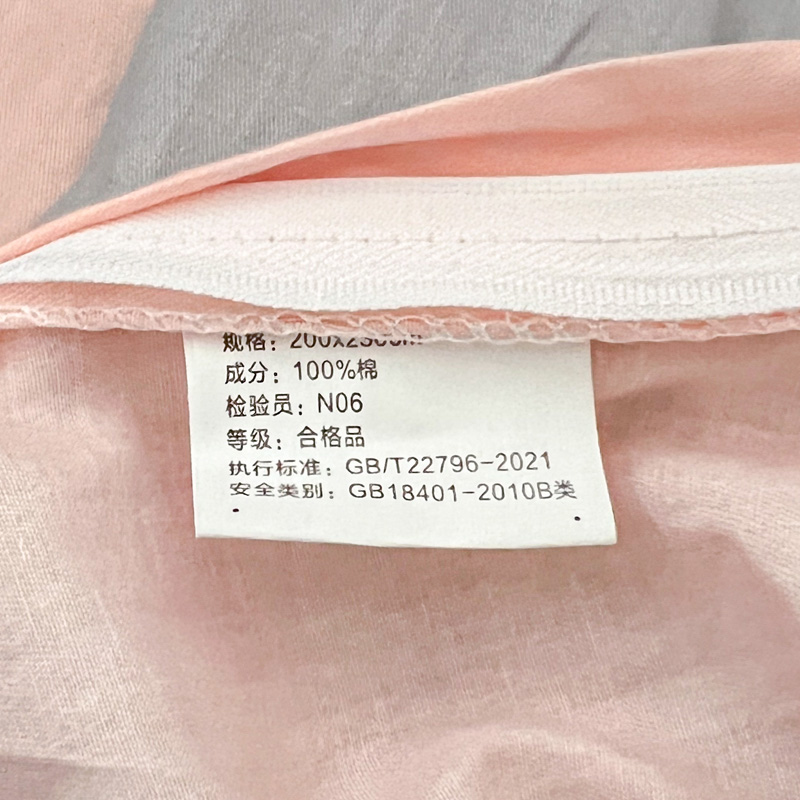 规格：200x230cm
成分：100%棉
检验员：N06
等级：合格品
执行标准：GB/T22796-2021
安全类别：GB18401-2010B类